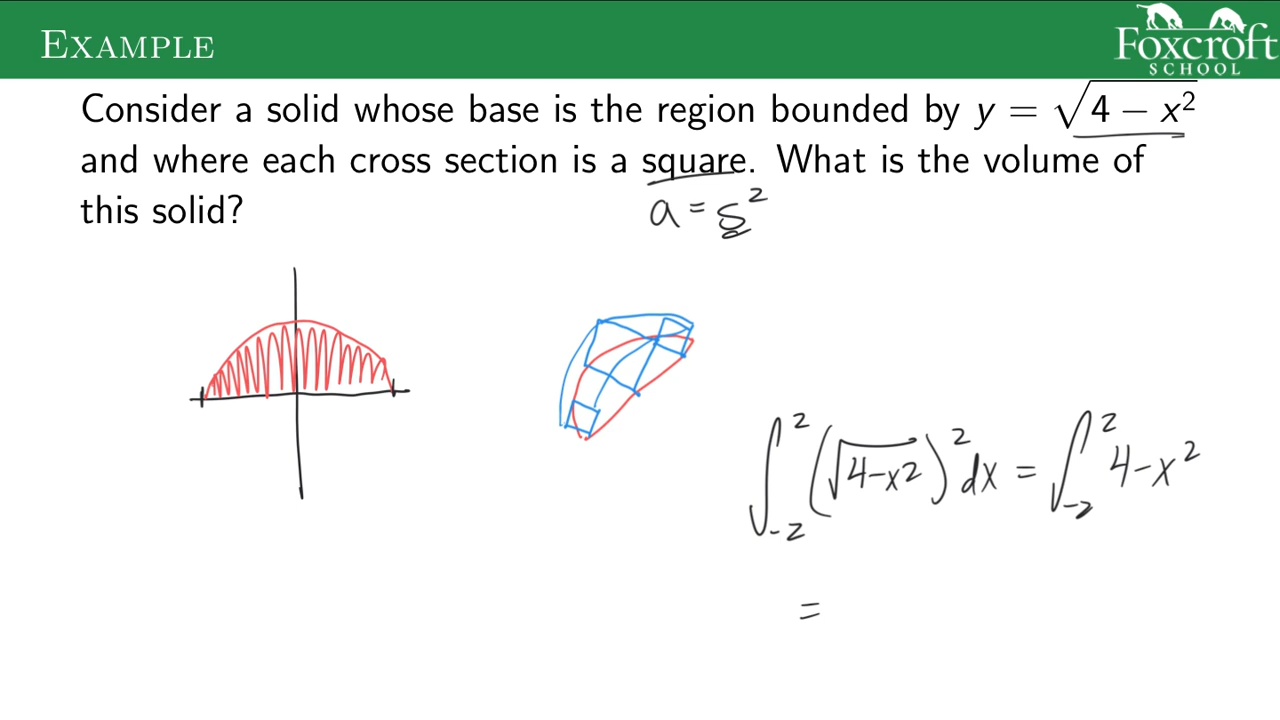 EXAMPLE
Foxcroft
SCHOOL
Consider a solid whose base is the region bounded by y = √(4 − x²)
and where each cross section is a square. What is the volume of
this solid?
a = s²
∫₋₂² (√(4-x²))² dx = ∫₋₂² 4-x²
=